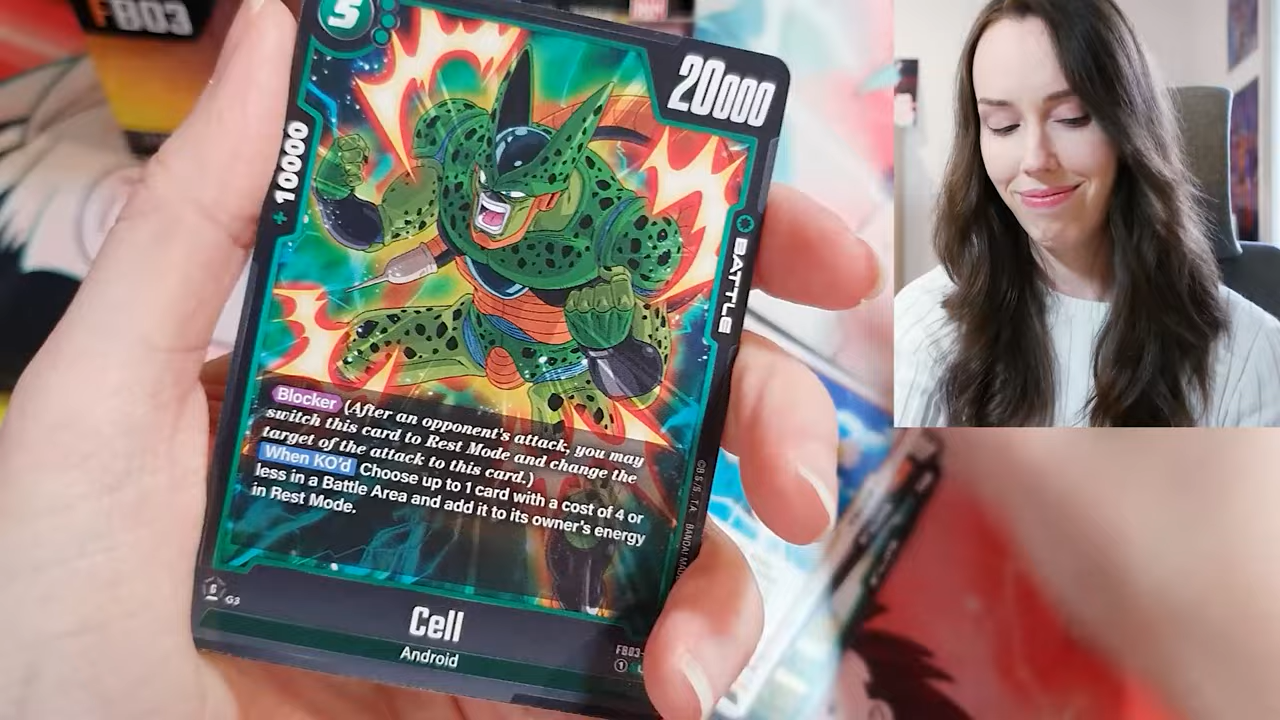 FB03
5
20000
+10000
BATTLE
Blocker (After an opponent's attack, you may
switch this card to Rest Mode and change the
target of the attack to this card.)
When KO'd Choose up to 1 card with a cost of 4 or
less in a Battle Area and add it to its owner's energy
in Rest Mode.
©B.S./S., T.A. BANDAI
G3
Cell
Android
FB03-
1